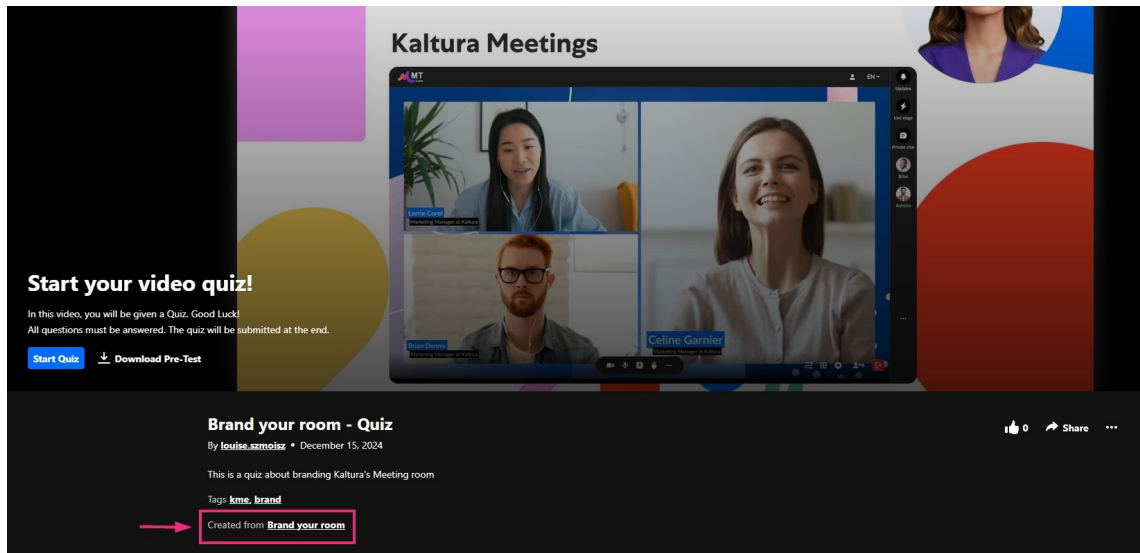 Kaltura Meetings
MT
Live
EN
Updates
Live stage
Private chat
Brian
Antonio
Lorrie Corel
Marketing Manager at Kaltura
Brian Dennis
Marketing Manager at Kaltura
Celine Garnier
Marketing Manager at Kaltura
Start your video quiz!
In this video, you will be given a Quiz. Good Luck!
All questions must be answered. The quiz will be submitted at the end.
Start Quiz Download Pre-Test
Brand your room - Quiz
0 Share
By louise.szmoisz • December 15, 2024
This is a quiz about branding Kaltura's Meeting room
Tags kme, brand
Created from Brand your room